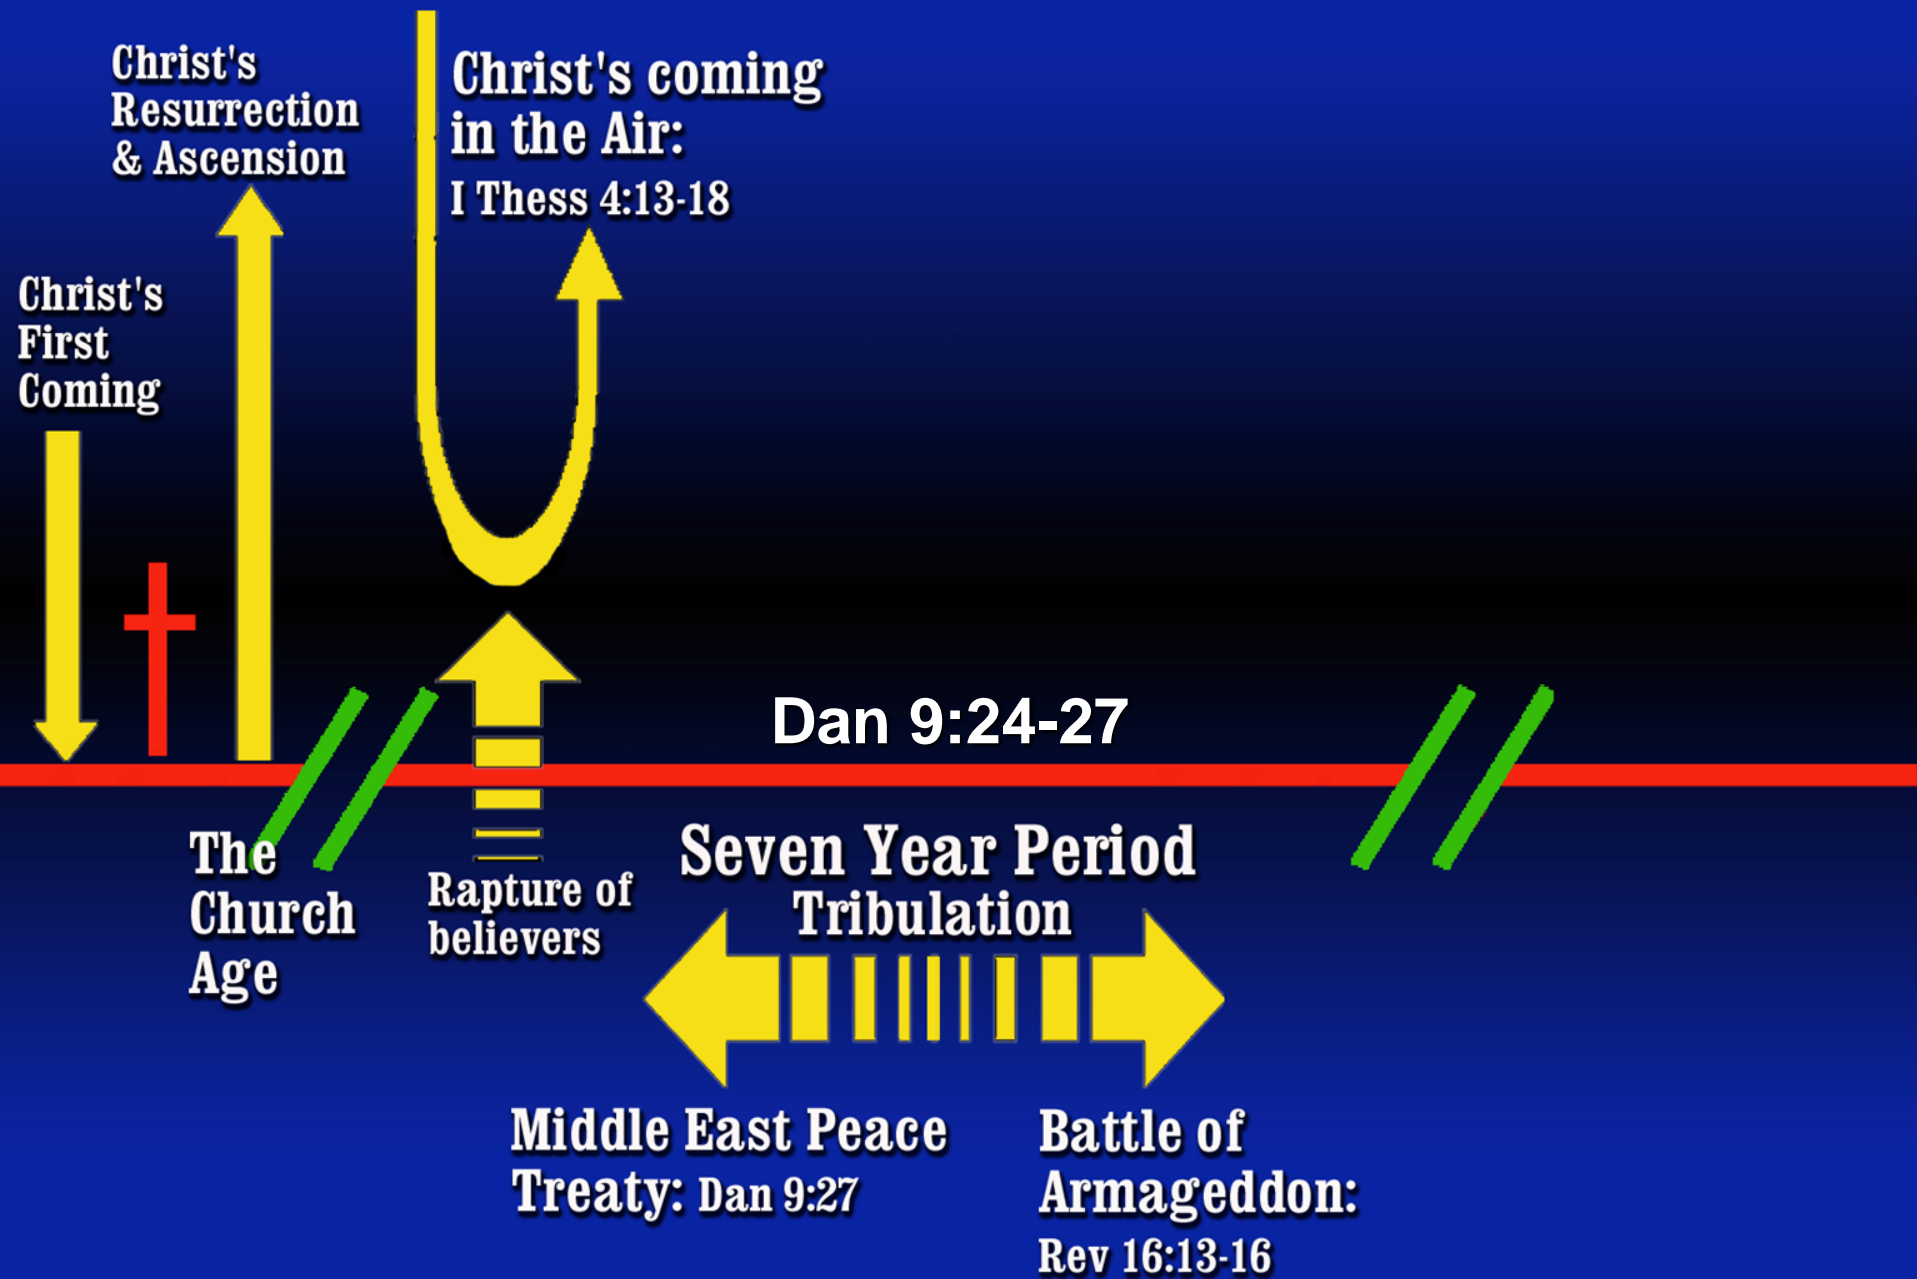 Christ's
Resurrection
& Ascension
Christ's coming
in the Air:
I Thess 4:13-18
Christ's
First
Coming
Dan 9:24-27
The
Church
Age
Rapture of
believers
Seven Year Period
Tribulation
Middle East Peace
Treaty: Dan 9:27
Battle of
Armageddon:
Rev 16:13-16